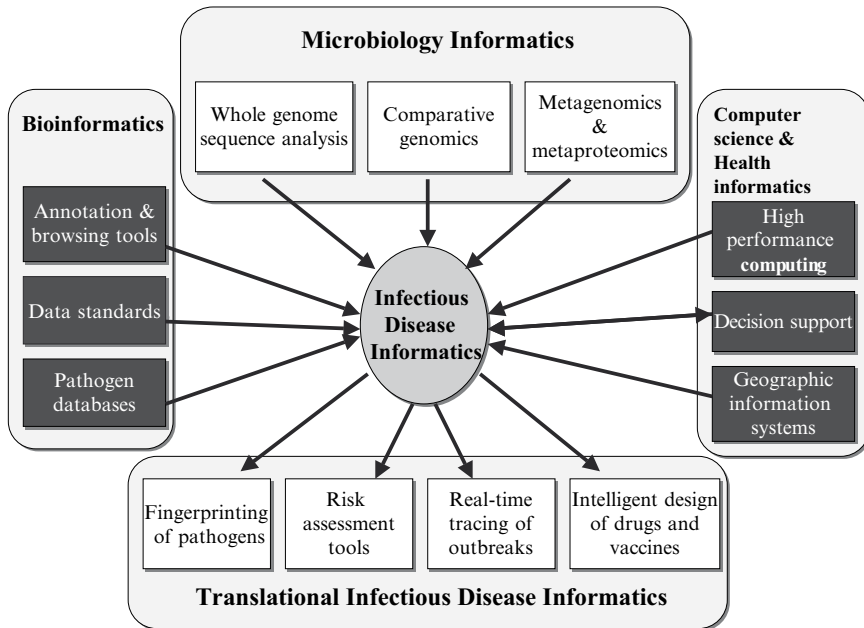 Microbiology Informatics
Whole genome
sequence analysis
Comparative
genomics
Metagenomics
&
metaproteomics
Bioinformatics
Annotation &
browsing tools
Data standards
Pathogen
databases
Computer
science &
Health
informatics
High
performance
computing
Decision support
Geographic
information
systems
Infectious
Disease
Informatics
Fingerprinting
of pathogens
Risk
assessment
tools
Real-time
tracing of
outbreaks
Intelligent design
of drugs and
vaccines
Translational Infectious Disease Informatics